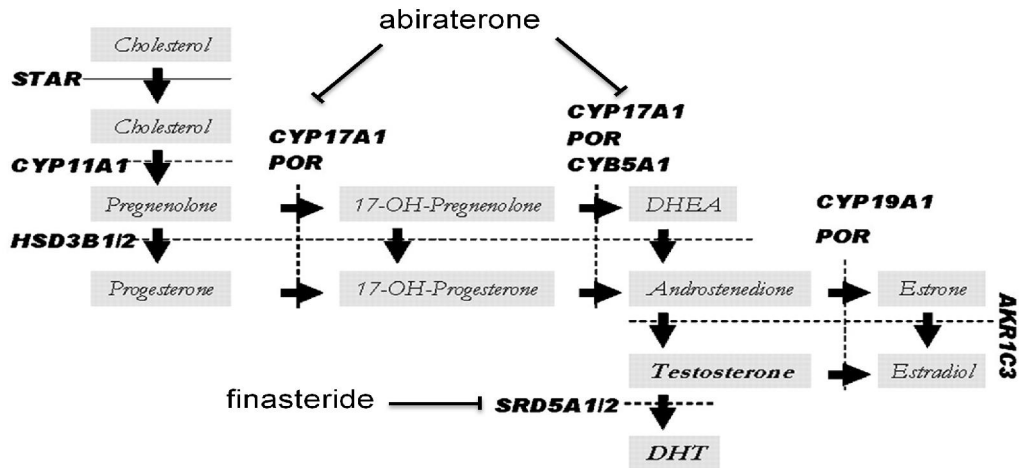 abiraterone
Cholesterol
STAR
Cholesterol
CYP17A1
POR
CYP17A1
POR
CYB5A1
CYP11A1
Pregnenolone
17-OH-Pregnenolone
DHEA
CYP19A1
POR
HSD3B1/2
Progesterone
17-OH-Progesterone
Androstenedione
Estrone
AKR1C3
Testosterone
Estradiol
finasteride
SRD5A1/2
DHT